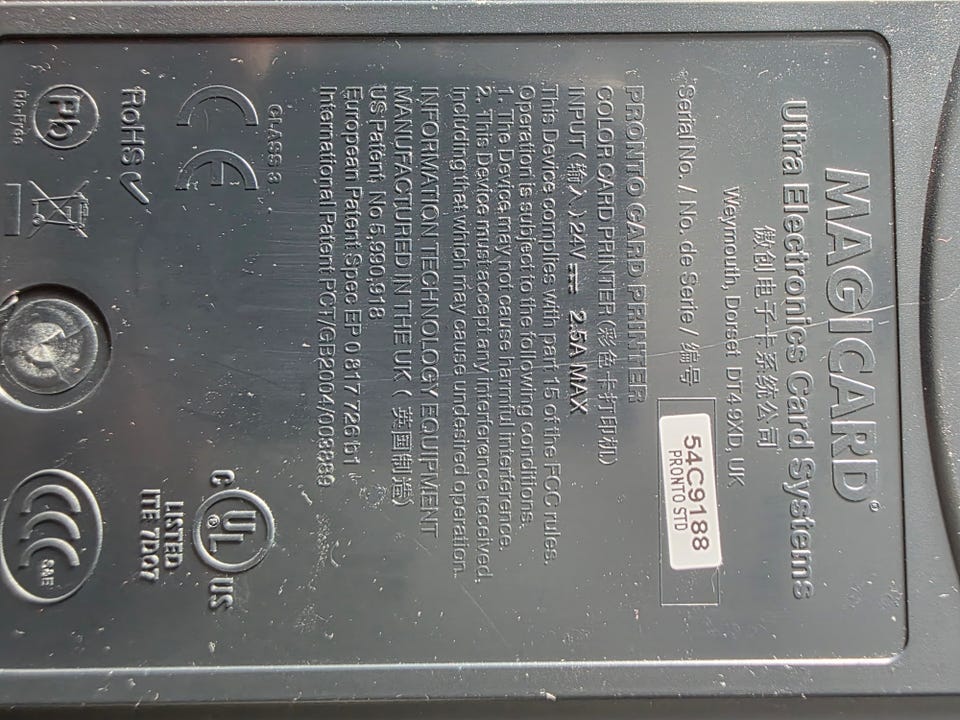 MAGICARD®
Ultra Electronics Card Systems
傲创电子卡系统公司
Weymouth, Dorset DT4 9XD, UK
Serial No. / No. de Serie / 编号
54C9188
PRONTO STD
PRONTO CARD PRINTER
COLOR CARD PRINTER (彩色卡打印机)
INPUT (输入) 24V 2.5A MAX
This Device complies with part 15 of the FCC rules.
Operation is subject to the following conditions.
1. The Device may not cause harmful interference.
2. This Device must accept any interference received,
including that which may cause undesired operation.
INFORMATION TECHNOLOGY EQUIPMENT
MANUFACTURED IN THE UK (英国制造)
US Patent No 5,990,918
European Patent Spec EP 0 817 726 b1
International Patent PCT/GB2004/003889
CLASS 3
CE
RoHS
Pb
C UL® US
LISTED
ITE 7D07
CCC
S&E